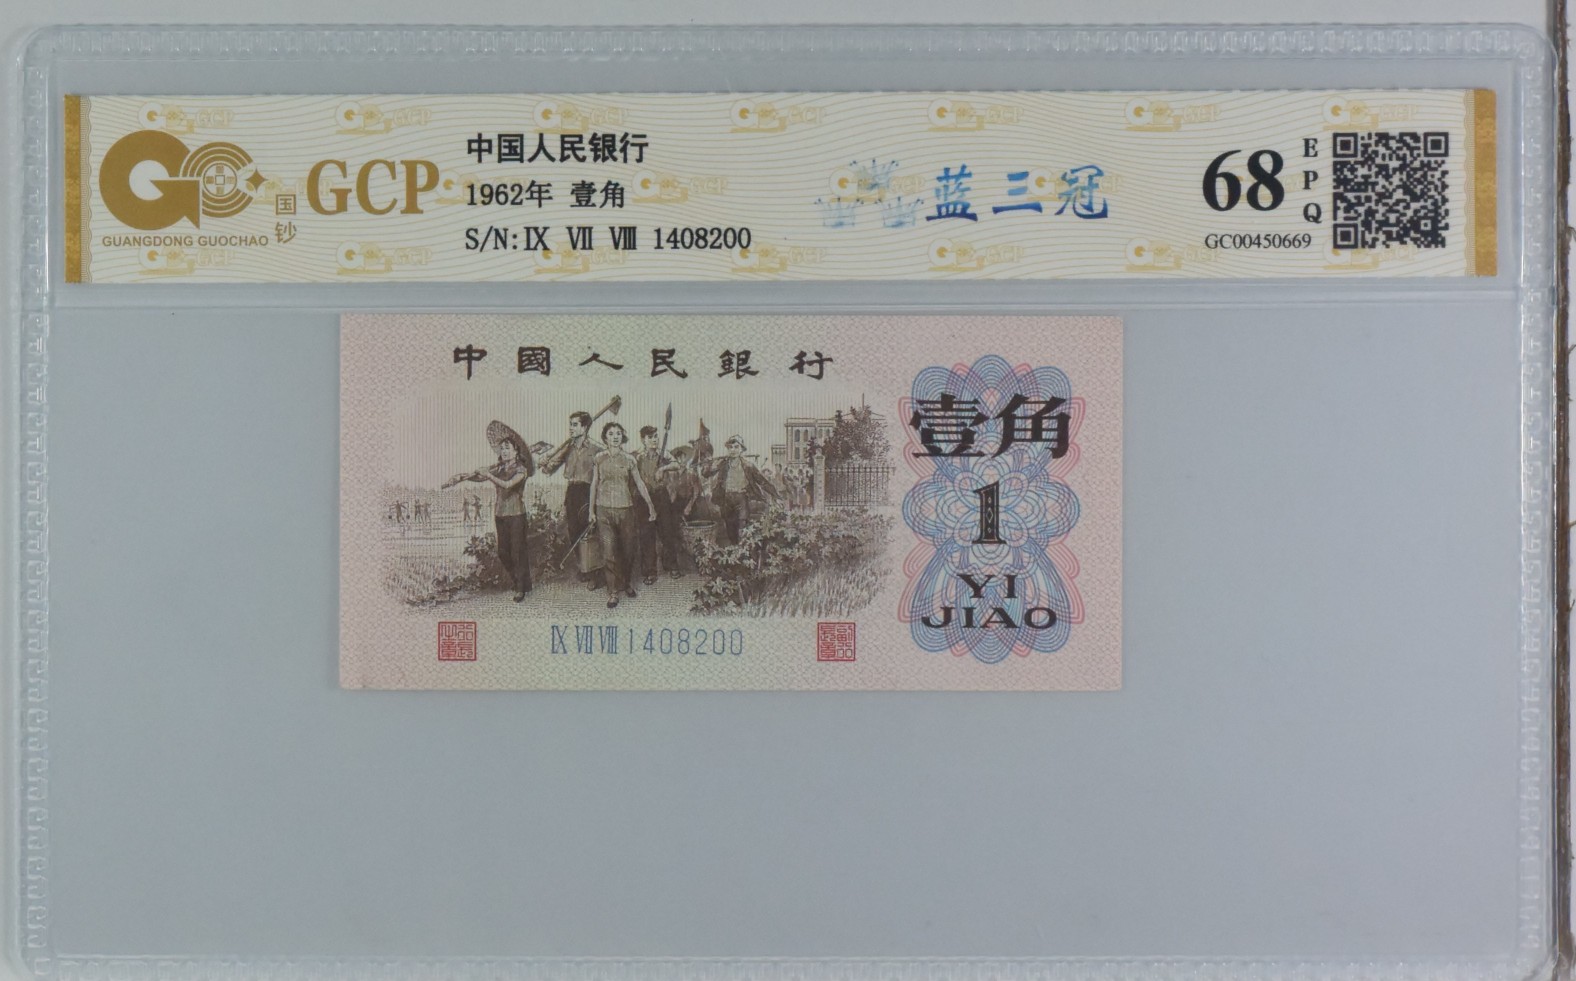 GCP
国钞
GUANGDONG GUOCHAO
中国人民银行
1962年 壹角
S/N: Ⅸ Ⅶ Ⅷ 1408200
蓝三冠
68
EPQ
GC00450669
中國人民銀行
壹角
1
YI
JIAO
Ⅸ Ⅶ Ⅷ 1408200